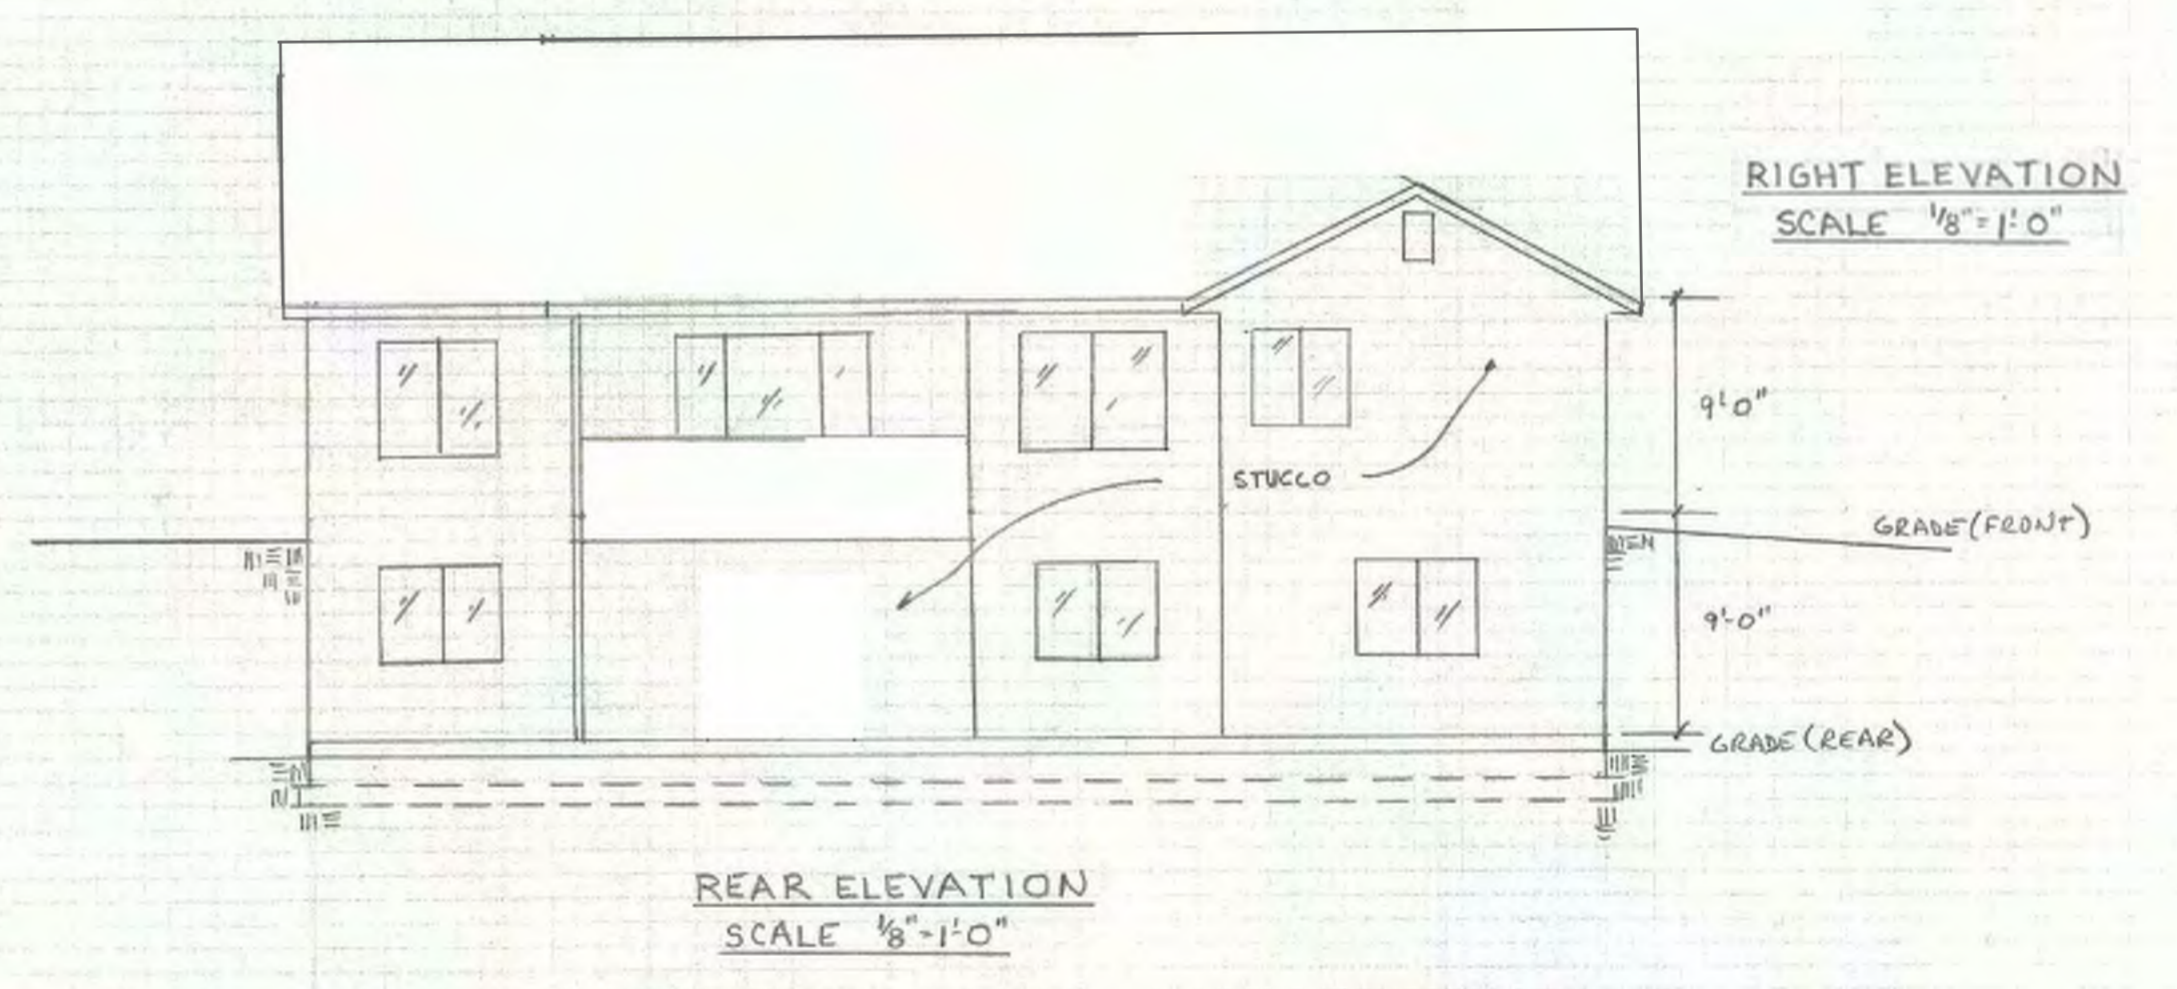 RIGHT ELEVATION
SCALE 1/8"=1'-0"
9'-0"
STUCCO
GRADE (FRONT)
9'-0"
GRADE (REAR)
REAR ELEVATION
SCALE 1/8"=1'-0"